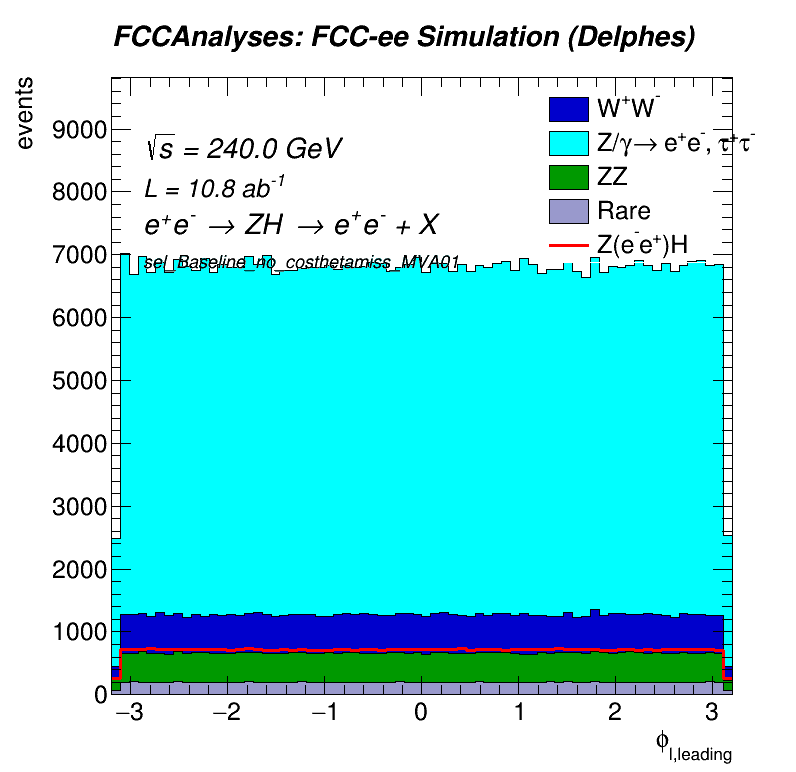 FCCAnalyses: FCC-ee Simulation (Delphes)
events
√s = 240.0 GeV
L = 10.8 ab⁻¹
e⁺e⁻ → ZH → e⁺e⁻ + X
sel_Baseline_no_costhetamiss_MVA01
W⁺W⁻
Z/γ→ e⁺e⁻, τ⁺τ⁻
ZZ
Rare
Z(e⁻e⁺)H
9000
8000
7000
6000
5000
4000
3000
2000
1000
0
−3 −2 −1 0 1 2 3
ϕl,leading